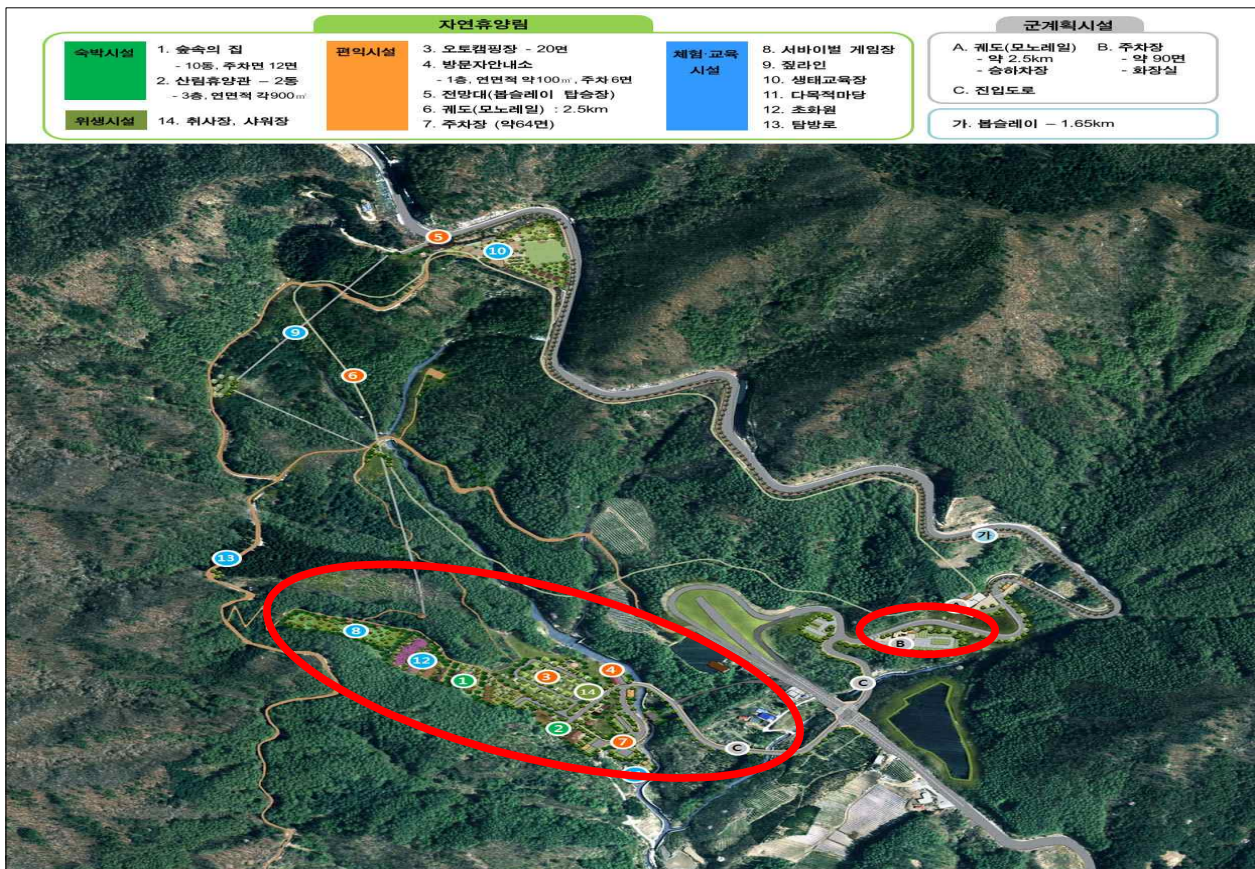 자연휴양림
숙박시설
1. 숲속의 집
- 10동, 주차면 12면
2. 산림휴양관 – 2동
- 3층, 연면적 각900㎡
위생시설
14. 취사장, 샤워장
편익시설
3. 오토캠핑장 - 20면
4. 방문자안내소
- 1층, 연면적 약100㎡, 주차 6면
5. 전망대(봅슬레이 탑승장)
6. 궤도(모노레일) : 2.5km
7. 주차장 (약64면)
체험·교육
시설
8. 서바이벌 게임장
9. 짚라인
10. 생태교육장
11. 다목적마당
12. 초화원
13. 탐방로
군계획시설
A. 궤도(모노레일)
- 약 2.5km
- 승하차장
B. 주차장
- 약 90면
- 화장실
C. 진입도로
가. 봅슬레이 – 1.65km
5
10
9
6
가
13
8
12
1
3
14
4
2
7
B
C
C